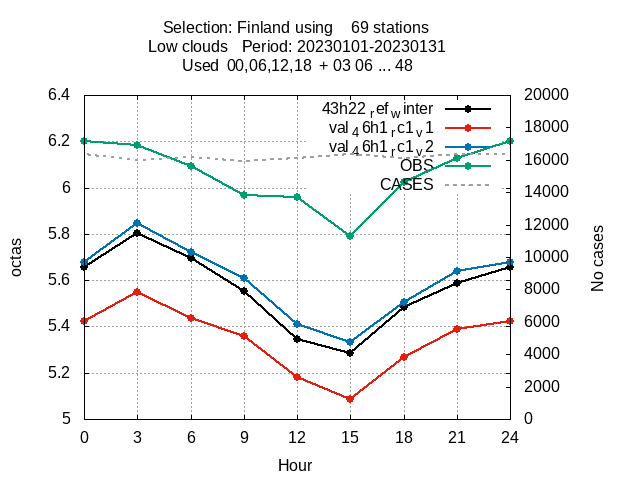 Selection: Finland using 69 stations
Low clouds Period: 20230101-20230131
Used 00,06,12,18 + 03 06 ... 48
43h22refwinter
val46h1rc1v1
val46h1rc1v2
OBS
CASES
6.4
6.2
6
5.8
5.6
5.4
5.2
5
octas
20000
18000
16000
14000
12000
10000
8000
6000
4000
2000
0
No cases
0 3 6 9 12 15 18 21 24
Hour